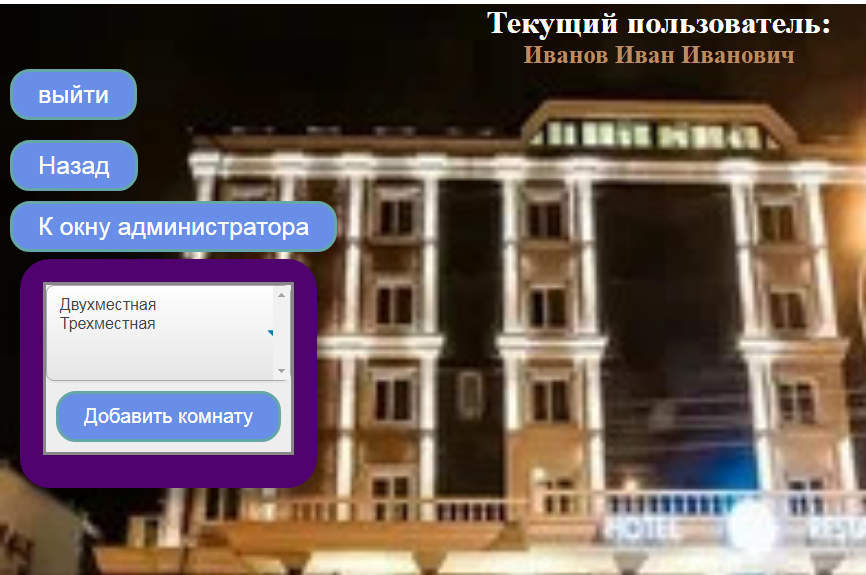 Текущий пользователь:
Иванов Иван Иванович
выйти
Назад
К окну администратора
Двухместная
Трехместная
Добавить комнату
HOTEL